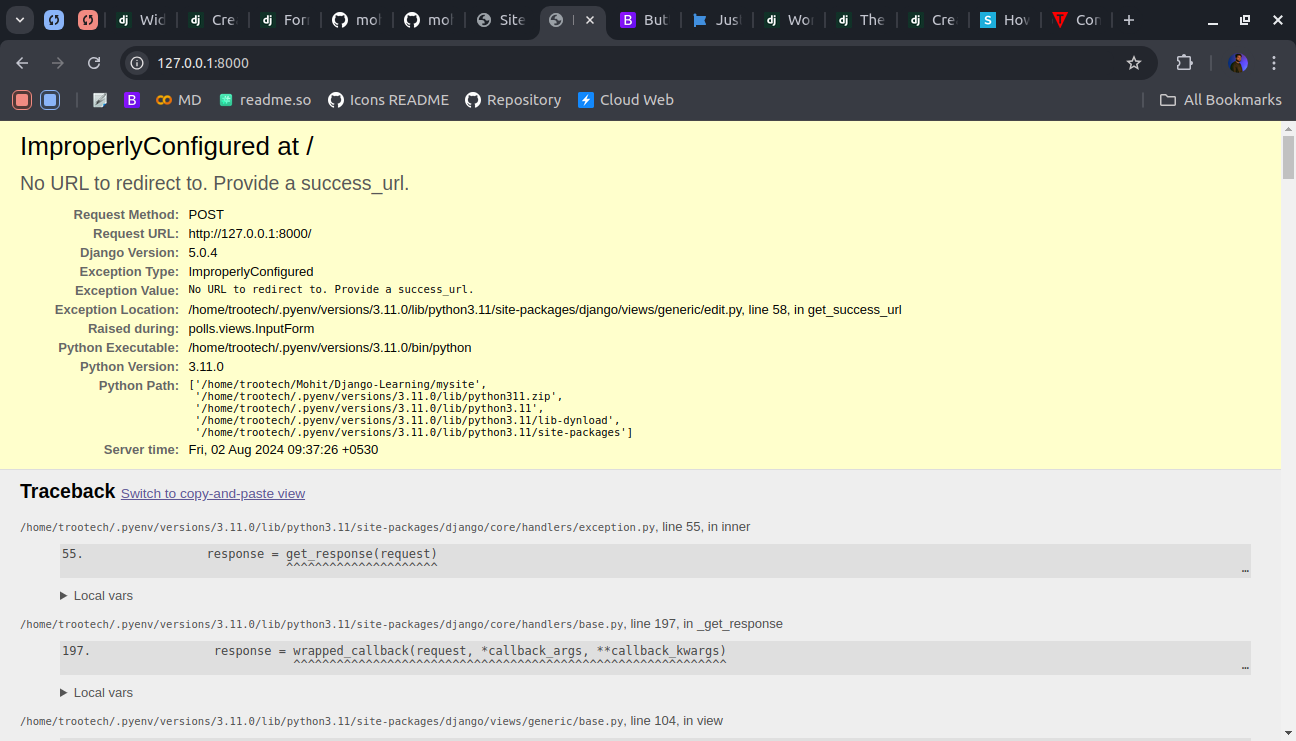 Wid
Cre
For
mol
mol
Site
I
But
Just
Wor
The
Cre
How
Con
127.0.0.1:8000
MD
readme.so
Icons README
Repository
Cloud Web
All Bookmarks
ImproperlyConfigured at /
No URL to redirect to. Provide a success_url.
Request Method: POST
Request URL: http://127.0.0.1:8000/
Django Version: 5.0.4
Exception Type: ImproperlyConfigured
Exception Value: No URL to redirect to. Provide a success_url.
Exception Location: /home/trootech/.pyenv/versions/3.11.0/lib/python3.11/site-packages/django/views/generic/edit.py, line 58, in get_success_url
Raised during: polls.views.InputForm
Python Executable: /home/trootech/.pyenv/versions/3.11.0/bin/python
Python Version: 3.11.0
Python Path: ['/home/trootech/Mohit/Django-Learning/mysite',
'/home/trootech/.pyenv/versions/3.11.0/lib/python311.zip',
'/home/trootech/.pyenv/versions/3.11.0/lib/python3.11',
'/home/trootech/.pyenv/versions/3.11.0/lib/python3.11/lib-dynload',
'/home/trootech/.pyenv/versions/3.11.0/lib/python3.11/site-packages']
Server time: Fri, 02 Aug 2024 09:37:26 +0530
Traceback Switch to copy-and-paste view
/home/trootech/.pyenv/versions/3.11.0/lib/python3.11/site-packages/django/core/handlers/exception.py, line 55, in inner
55. response = get_response(request)
^^^^^^^^^^^^^^^^^^^^^ …
Local vars
/home/trootech/.pyenv/versions/3.11.0/lib/python3.11/site-packages/django/core/handlers/base.py, line 197, in _get_response
197. response = wrapped_callback(request, *callback_args, **callback_kwargs)
^^^^^^^^^^^^^^^^^^^^^^^^^^^^^^^^^^^^^^^^^^^^^^^^^^^^^^^^^^^^ …
Local vars
/home/trootech/.pyenv/versions/3.11.0/lib/python3.11/site-packages/django/views/generic/base.py, line 104, in view